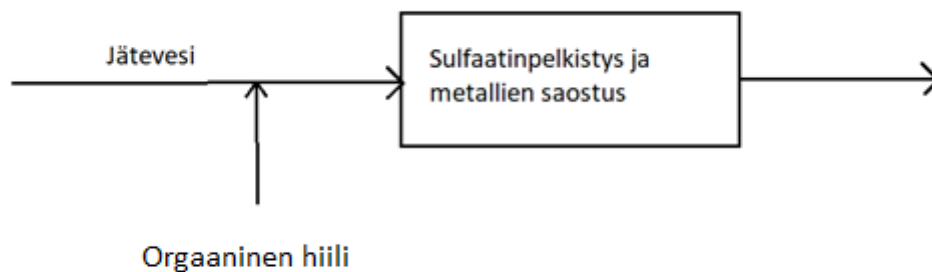 Jätevesi
Sulfaatinpelkistys ja
metallien saostus
Orgaaninen hiili